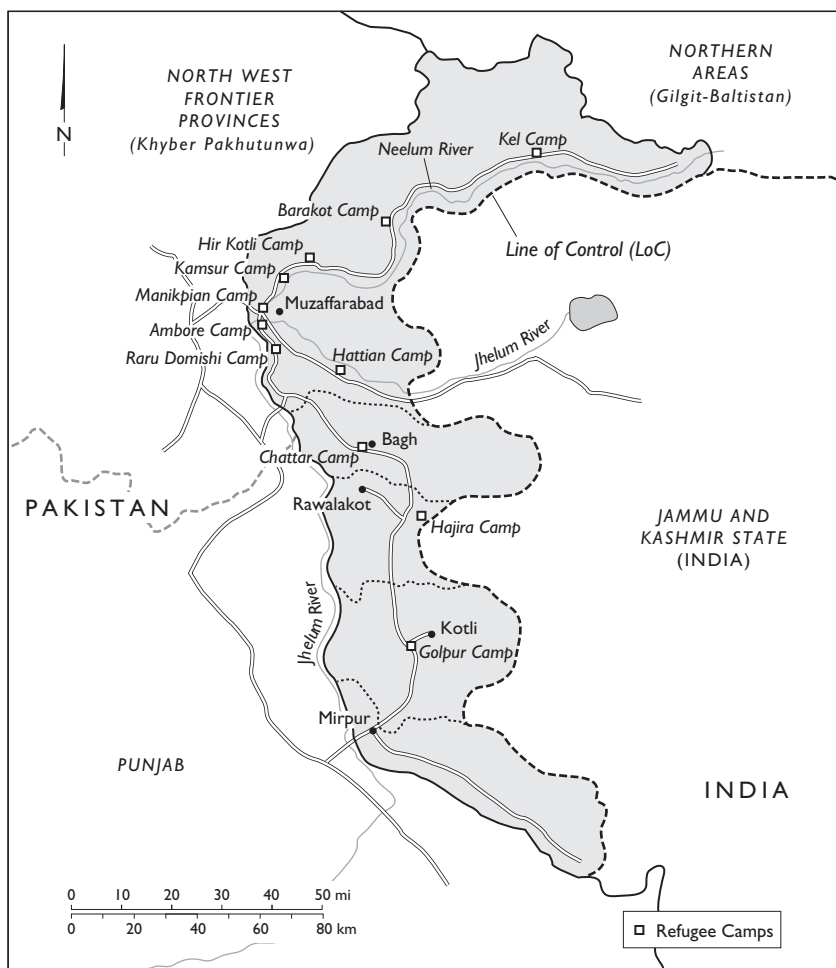 NORTH WEST
FRONTIER
PROVINCES
(Khyber Pakhutunwa)
NORTHERN
AREAS
(Gilgit-Baltistan)
N
Kel Camp
Neelum River
Barakot Camp
Line of Control (LoC)
Hir Kotli Camp
Kamsur Camp
Manikpian Camp
Muzaffarabad
Ambore Camp
Raru Domishi Camp
Hattian Camp
Jhelum River
Bagh
Chattar Camp
PAKISTAN
Rawalakot
Hajira Camp
JAMMU AND
KASHMIR STATE
(INDIA)
Jhelum River
Kotli
Golpur Camp
Mirpur
PUNJAB
INDIA
0 10 20 30 40 50 mi
0 20 40 60 80 km
Refugee Camps